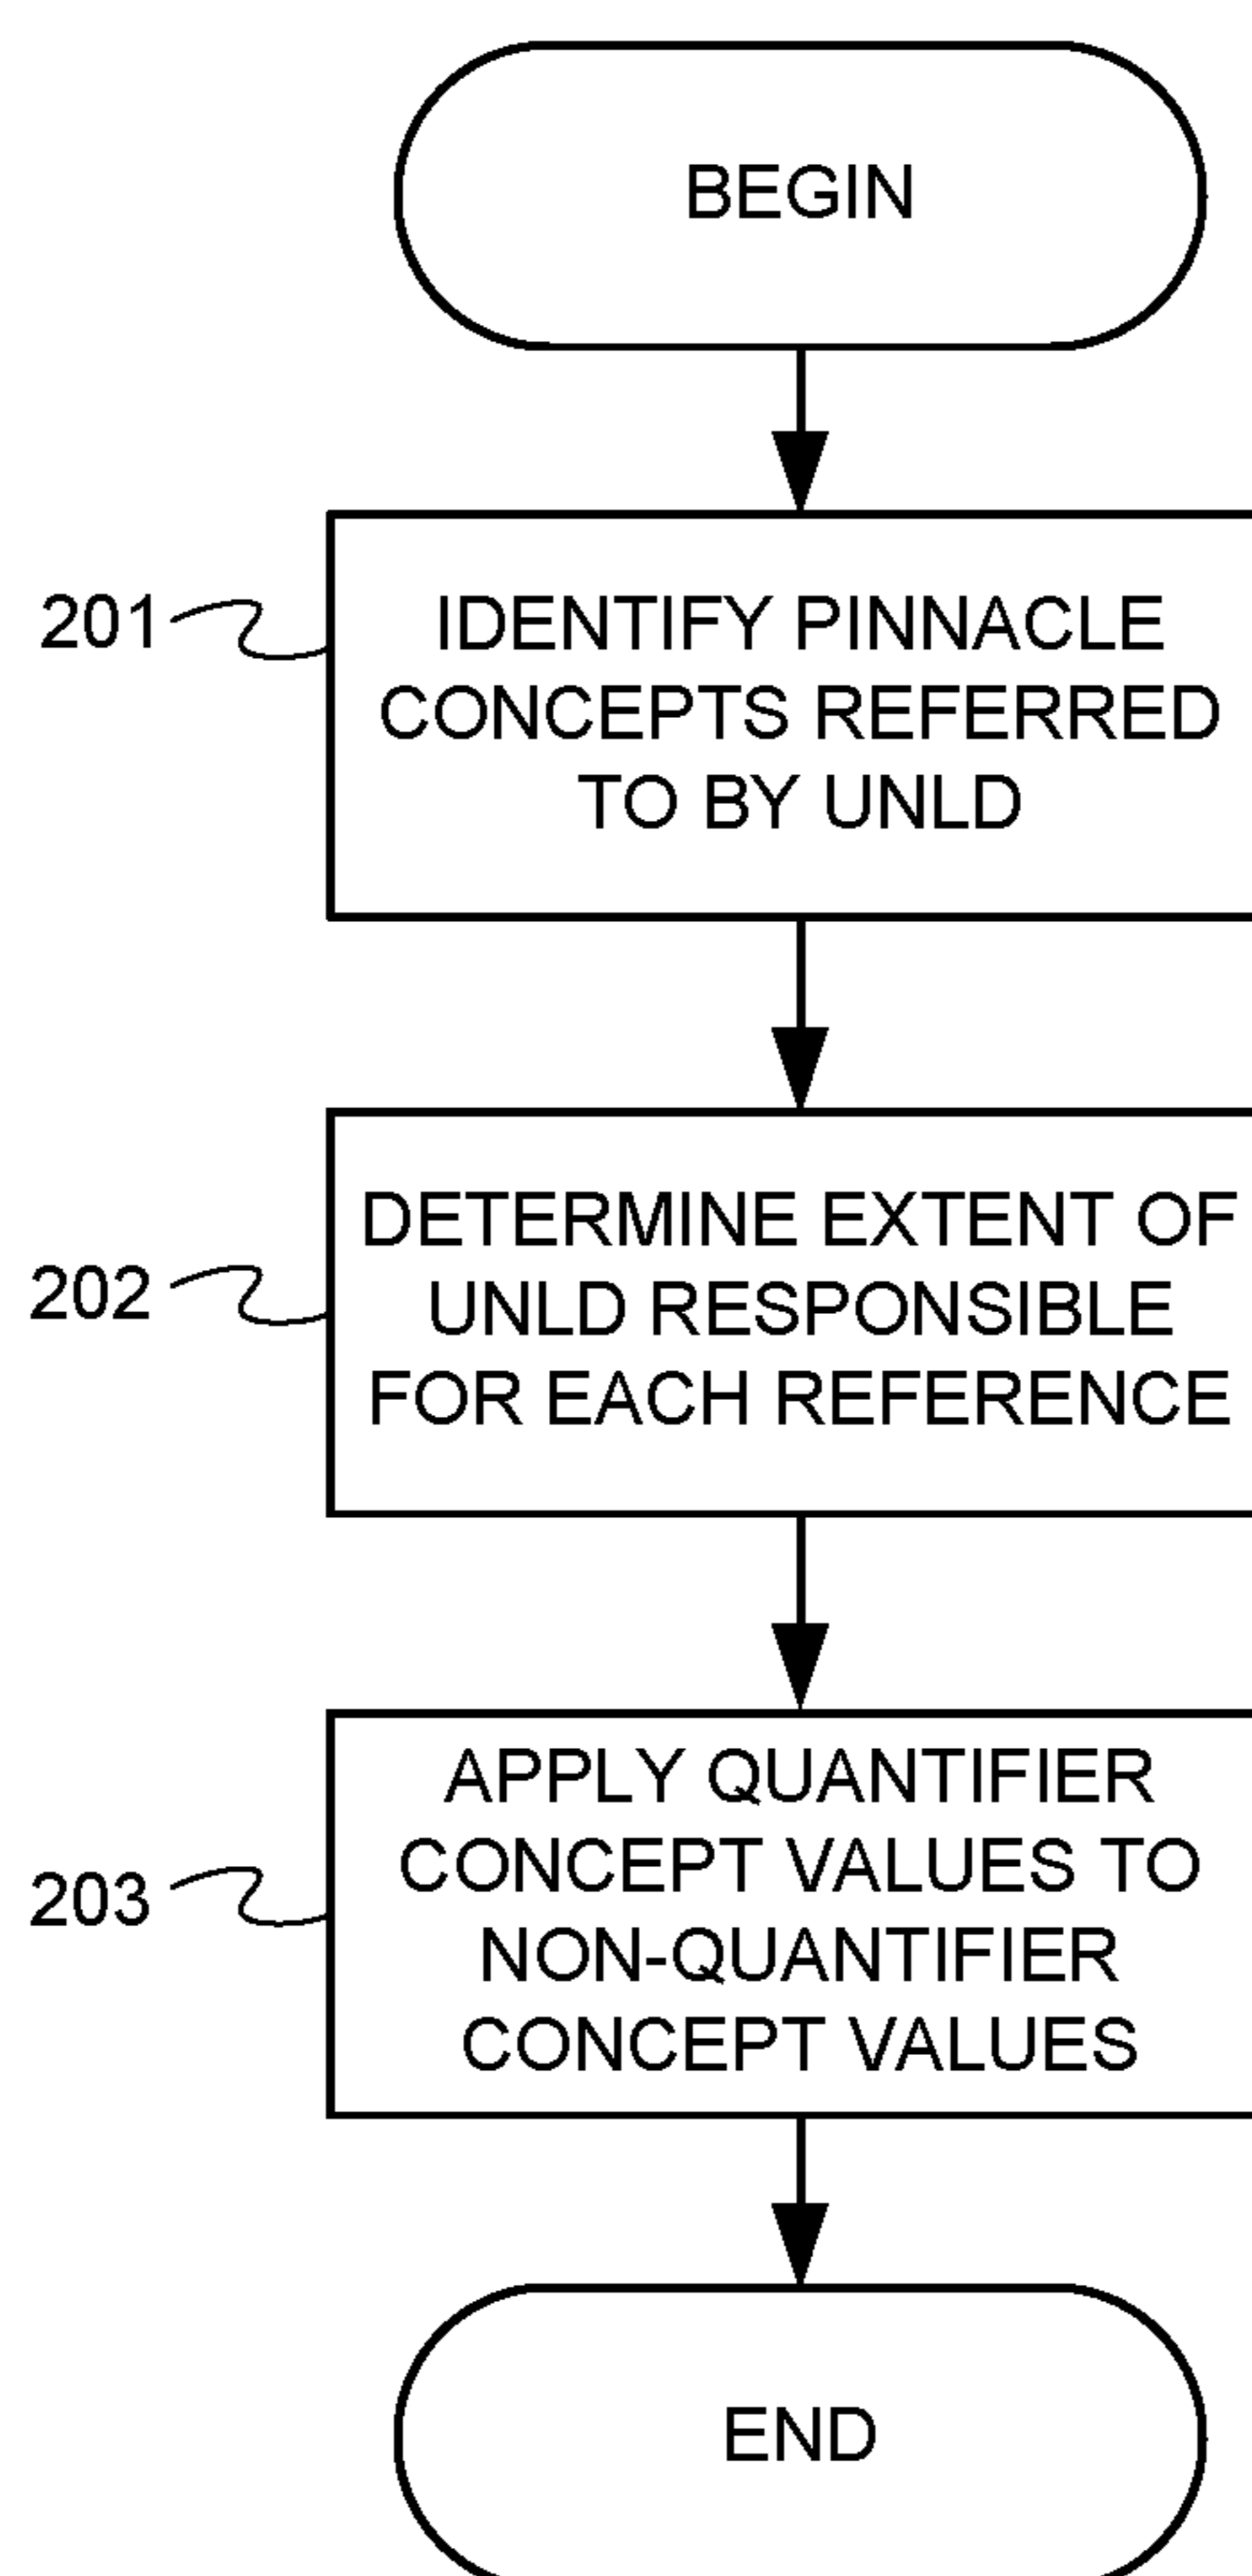 BEGIN
201
IDENTIFY PINNACLE
CONCEPTS REFERRED
TO BY UNLD
202
DETERMINE EXTENT OF
UNLD RESPONSIBLE
FOR EACH REFERENCE
203
APPLY QUANTIFIER
CONCEPT VALUES TO
NON-QUANTIFIER
CONCEPT VALUES
END